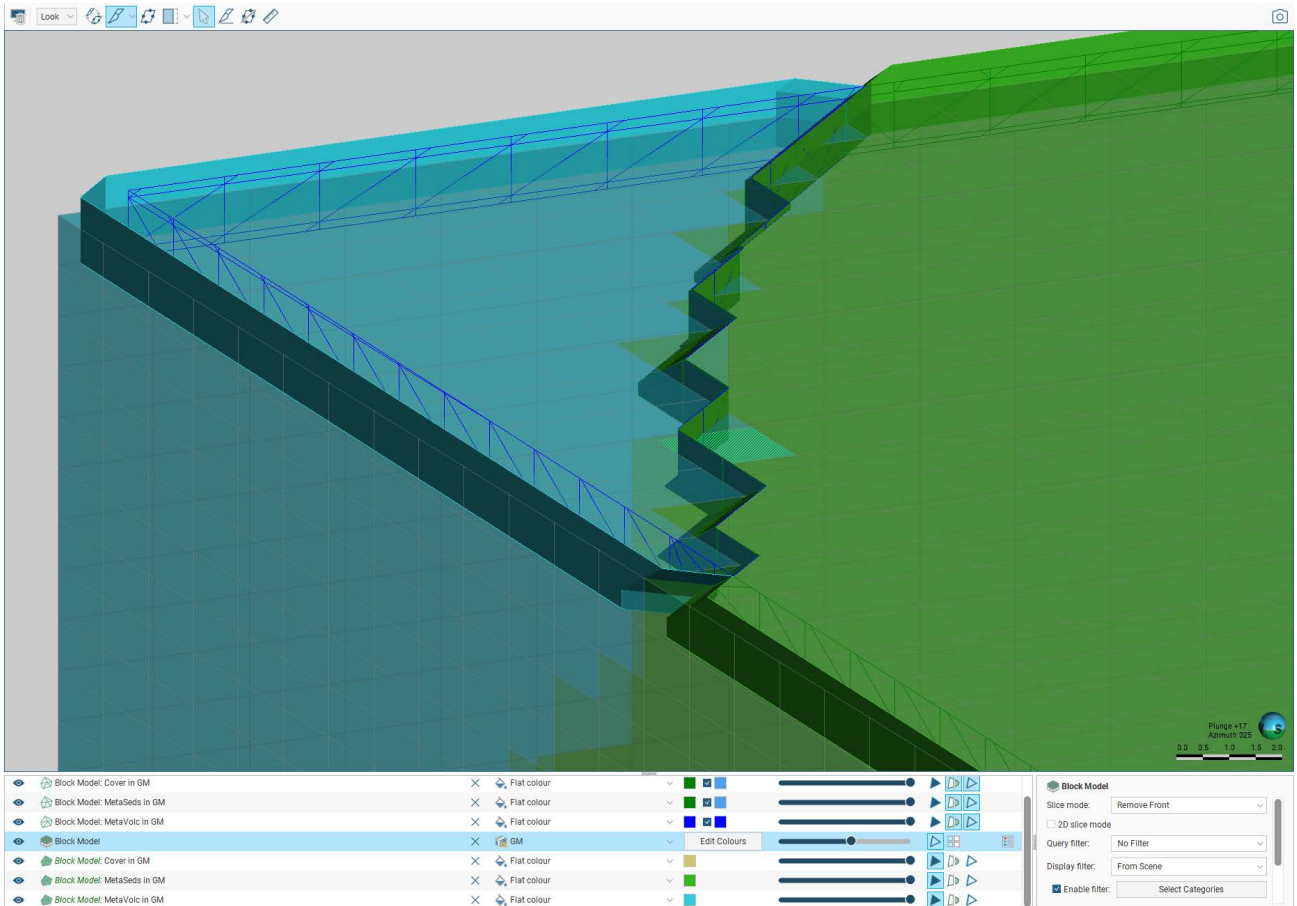 Look
Plunge +17
Azimuth 025
0.0 0.5 1.0 1.5 2.0
Block Model: Cover in GM Flat colour
Block Model: MetaSeds in GM Flat colour
Block Model: MetaVolc in GM Flat colour
Block Model GM Edit Colours
Block Model: Cover in GM Flat colour
Block Model: MetaSeds in GM Flat colour
Block Model: MetaVolc in GM Flat colour
Block Model
Slice mode: Remove Front
2D slice mode
Query filter: No Filter
Display filter: From Scene
Enable filter: Select Categories
S